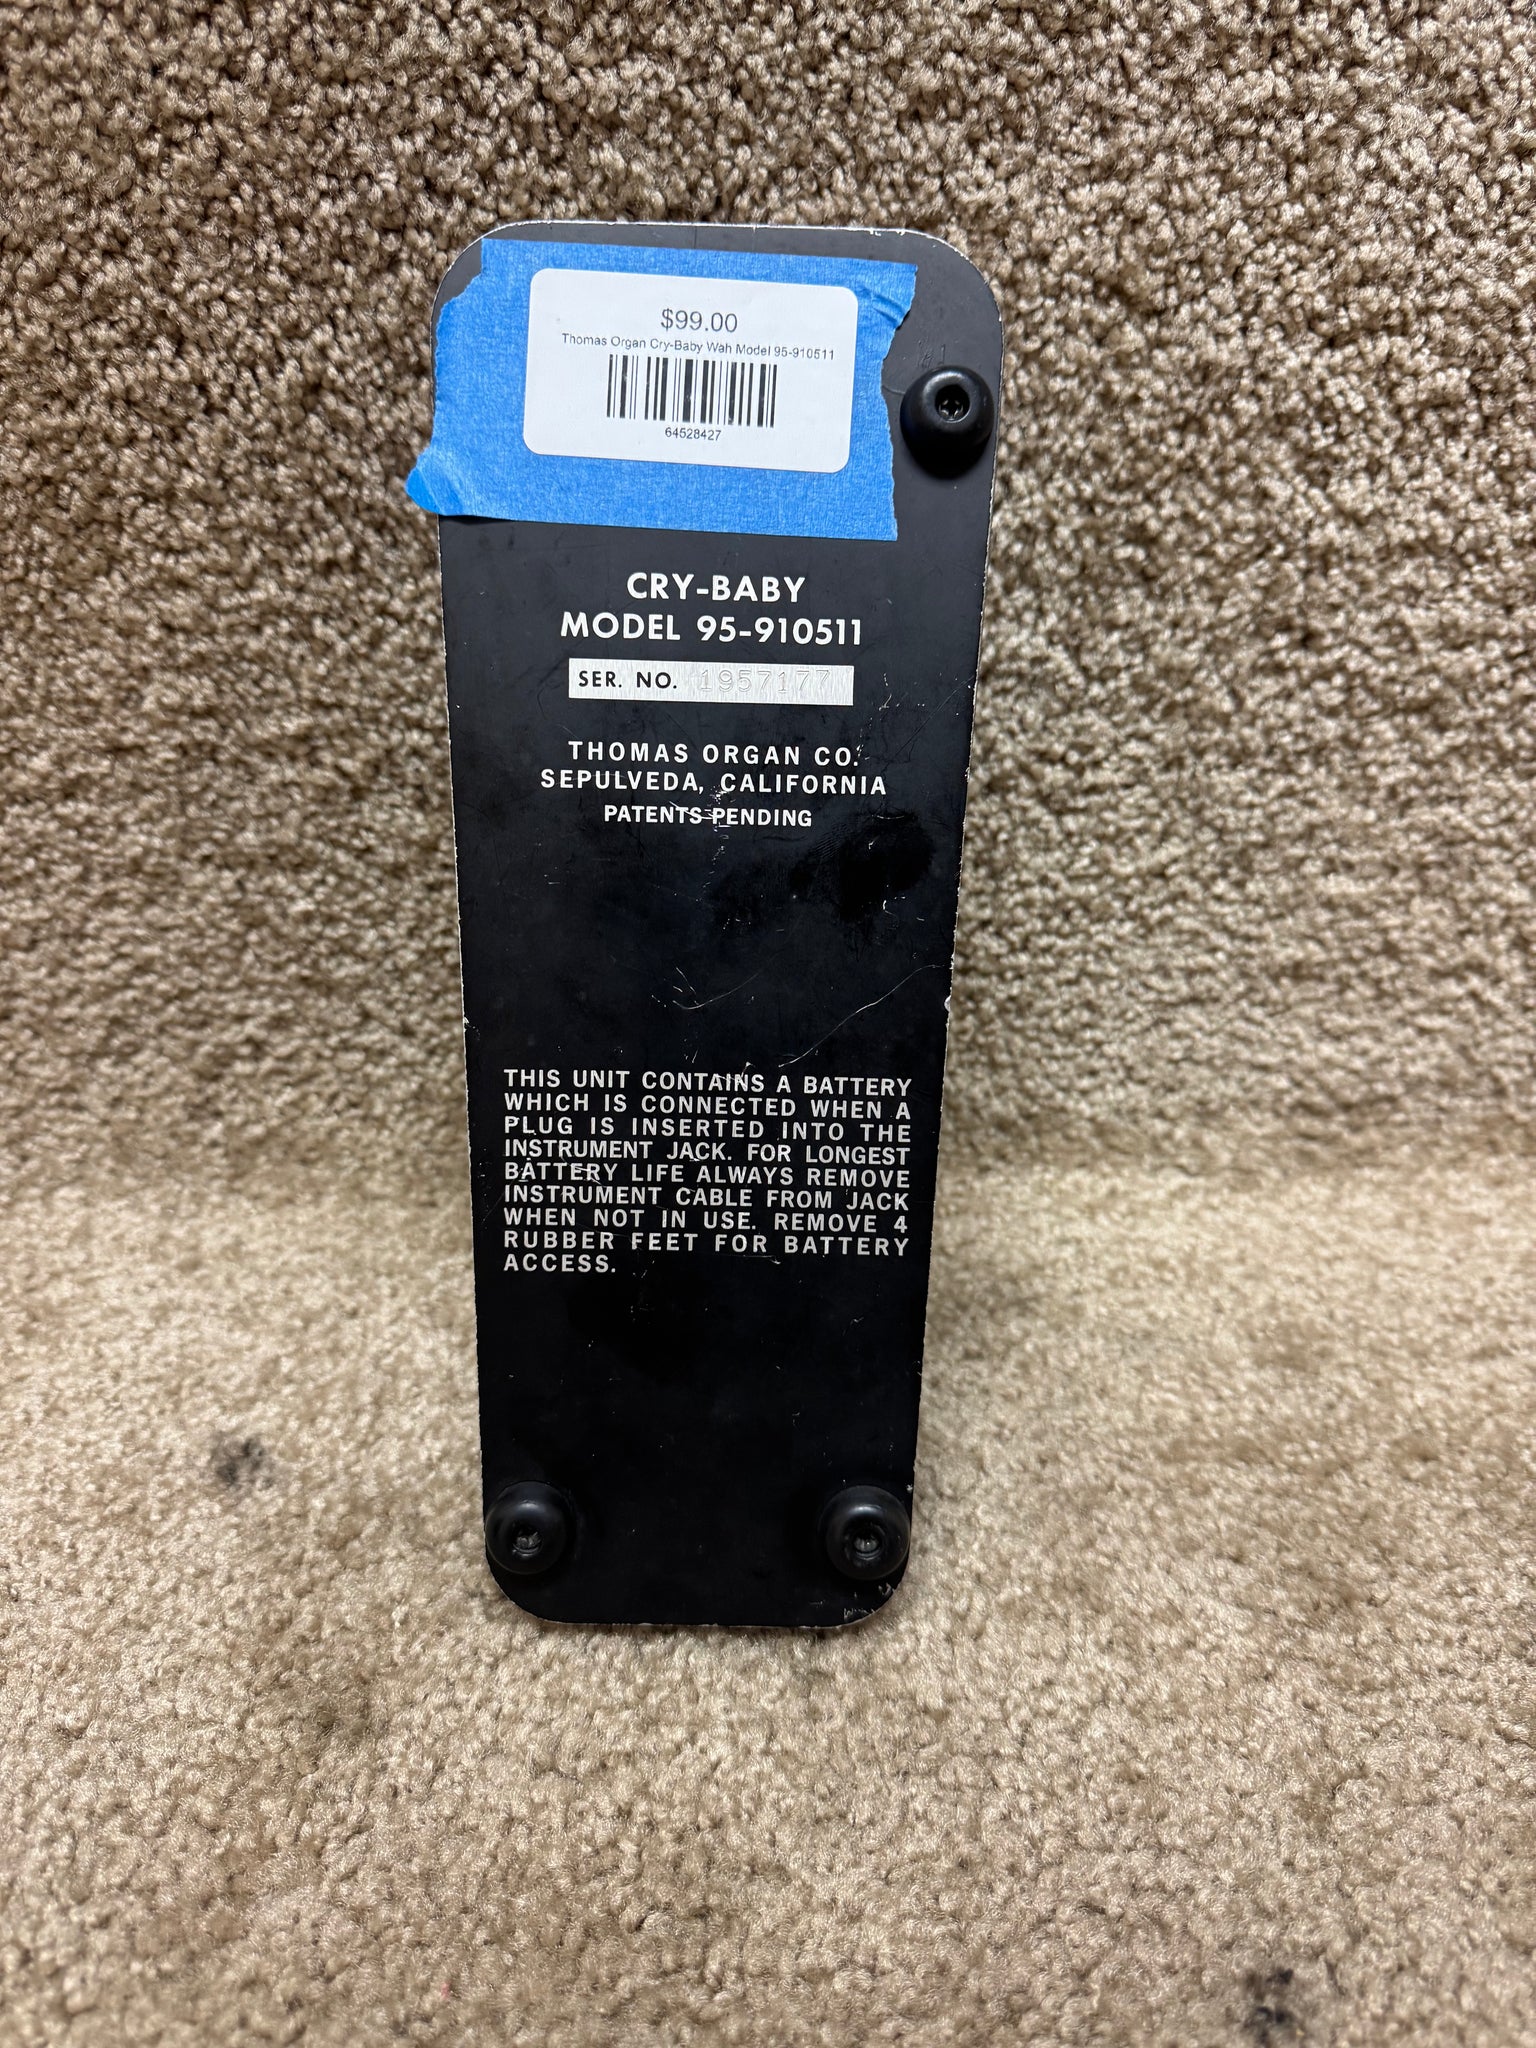 $99.00
Thomas Organ Cry-Baby Wah Model 95-910511
64528427
CRY-BABY
MODEL 95-910511
SER. NO. 1957177
THOMAS ORGAN CO.
SEPULVEDA, CALIFORNIA
PATENTS PENDING
THIS UNIT CONTAINS A BATTERY
WHICH IS CONNECTED WHEN A
PLUG IS INSERTED INTO THE
INSTRUMENT JACK. FOR LONGEST
BATTERY LIFE ALWAYS REMOVE
INSTRUMENT CABLE FROM JACK
WHEN NOT IN USE. REMOVE 4
RUBBER FEET FOR BATTERY
ACCESS.